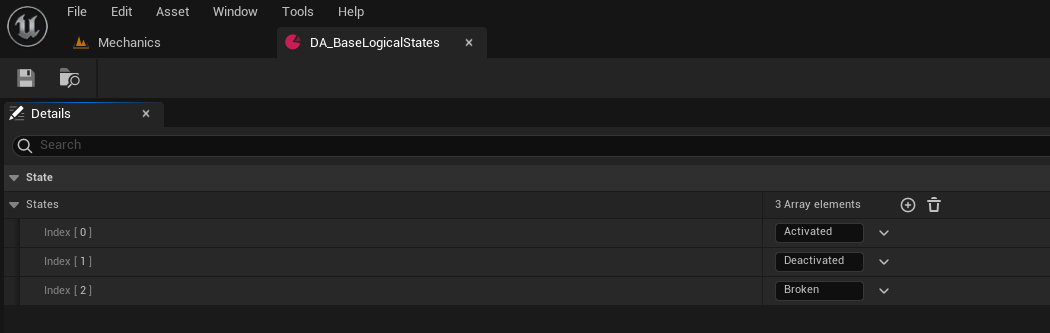 File Edit Asset Window Tools Help
Mechanics DA_BaseLogicalStates ×
Details ×
Search
State
States 3 Array elements
Index [ 0 ] Activated
Index [ 1 ] Deactivated
Index [ 2 ] Broken